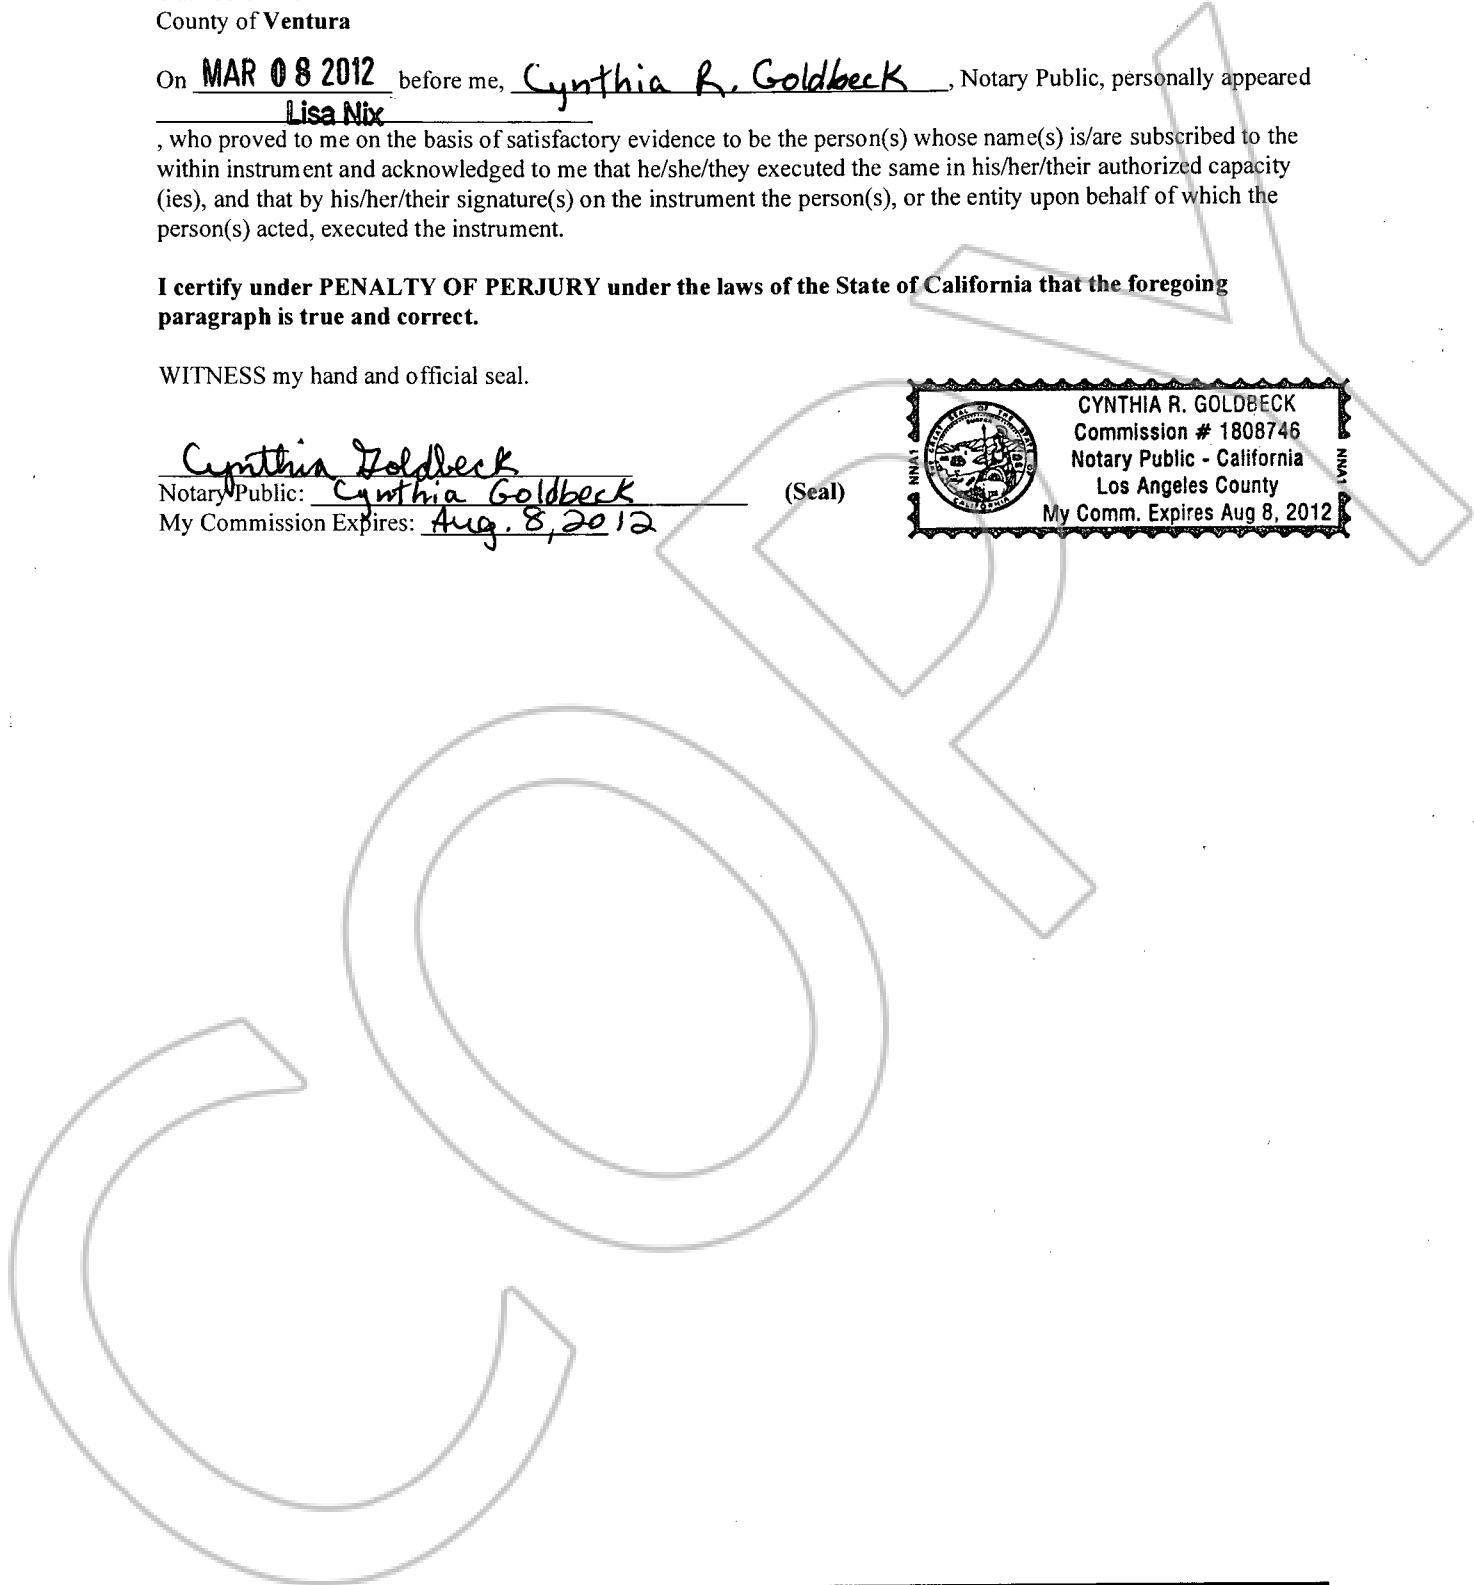 County of Ventura
On MAR 08 2012 before me, Cynthia R. Goldbeck, Notary Public, personally appeared
Lisa Nix
, who proved to me on the basis of satisfactory evidence to be the person(s) whose name(s) is/are subscribed to the
within instrument and acknowledged to me that he/she/they executed the same in his/her/their authorized capacity
(ies), and that by his/her/their signature(s) on the instrument the person(s), or the entity upon behalf of which the
person(s) acted, executed the instrument.
I certify under PENALTY OF PERJURY under the laws of the State of California that the foregoing
paragraph is true and correct.
WITNESS my hand and official seal.
Cynthia Goldbeck
Notary Public: Cynthia Goldbeck (Seal)
My Commission Expires: Aug. 8, 2012
CYNTHIA R. GOLDBECK
Commission # 1808746
Notary Public - California
Los Angeles County
My Comm. Expires Aug 8, 2012
NNA1
NNA1
COPY